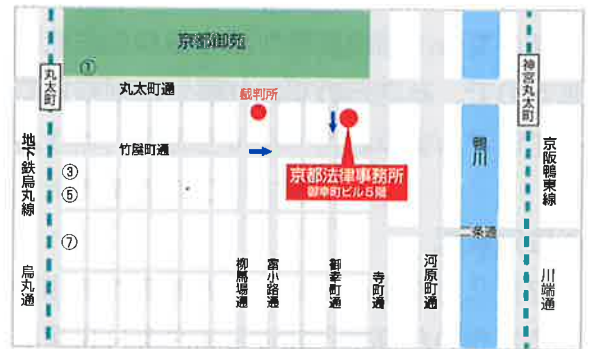 京都御苑
①
丸太町
丸太町通
裁判所
神宮丸太町
地下鉄烏丸線
竹屋町通
鴨川
京阪鴨東線
③
京都法律事務所
御幸町ビル5階
⑤
⑦
二条通
烏丸通
柳馬場通
富小路通
御幸町通
寺町通
河原町通
川端通